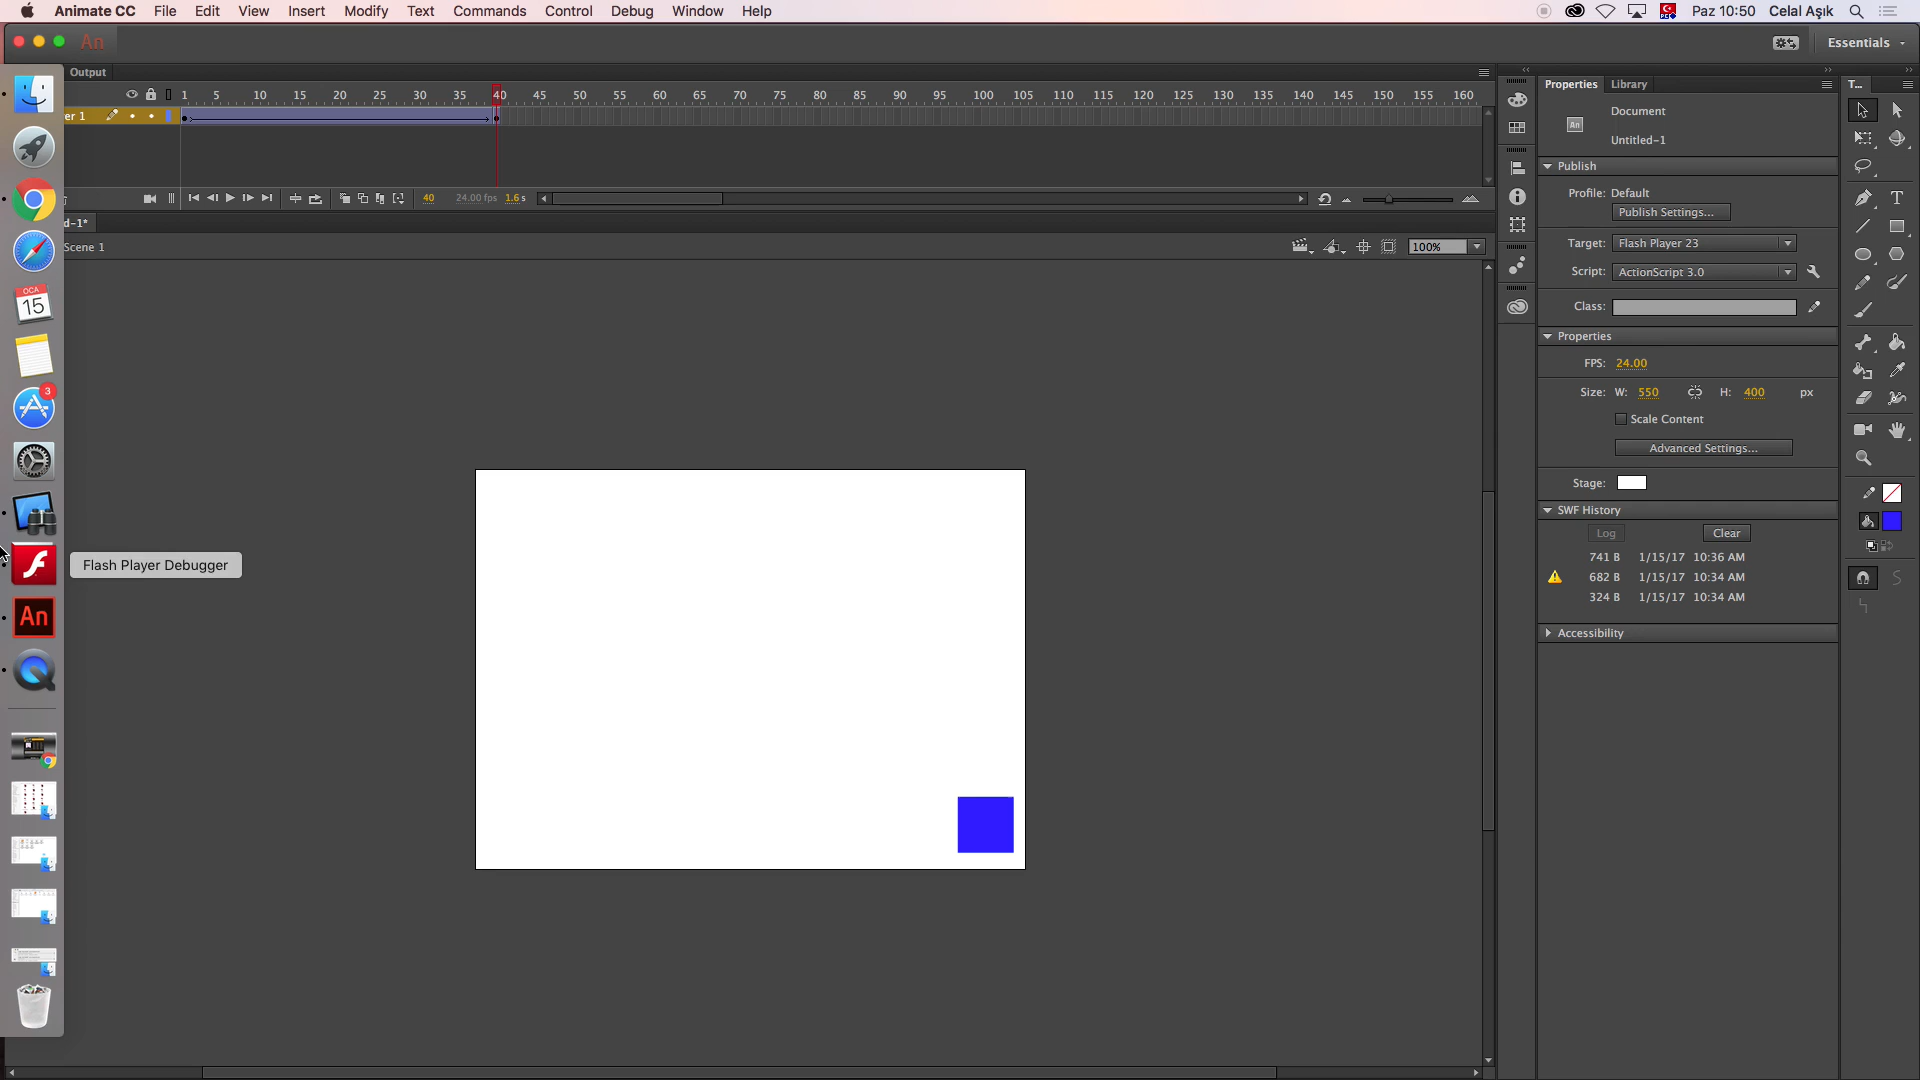 Animate CC File Edit View Insert Modify Text Commands Control Debug Window Help Paz 10:50 Celal Aşık
An Essentials
Output
1 5 10 15 20 25 30 35 40 45 50 55 60 65 70 75 80 85 90 95 100 105 110 115 120 125 130 135 140 145 150 155 160
er 1
40 24.00 fps 1.6 s
d-1*
Scene 1
100%
OCA
15
3
Flash Player Debugger
An
Properties Library
T...
Document
An
Untitled-1
Publish
Profile: Default
Publish Settings...
Target: Flash Player 23
Script: ActionScript 3.0
Class:
Properties
FPS: 24.00
Size: W: 550 H: 400 px
Scale Content
Advanced Settings...
Stage:
SWF History
Log Clear
741 B 1/15/17 10:36 AM
682 B 1/15/17 10:34 AM
324 B 1/15/17 10:34 AM
Accessibility